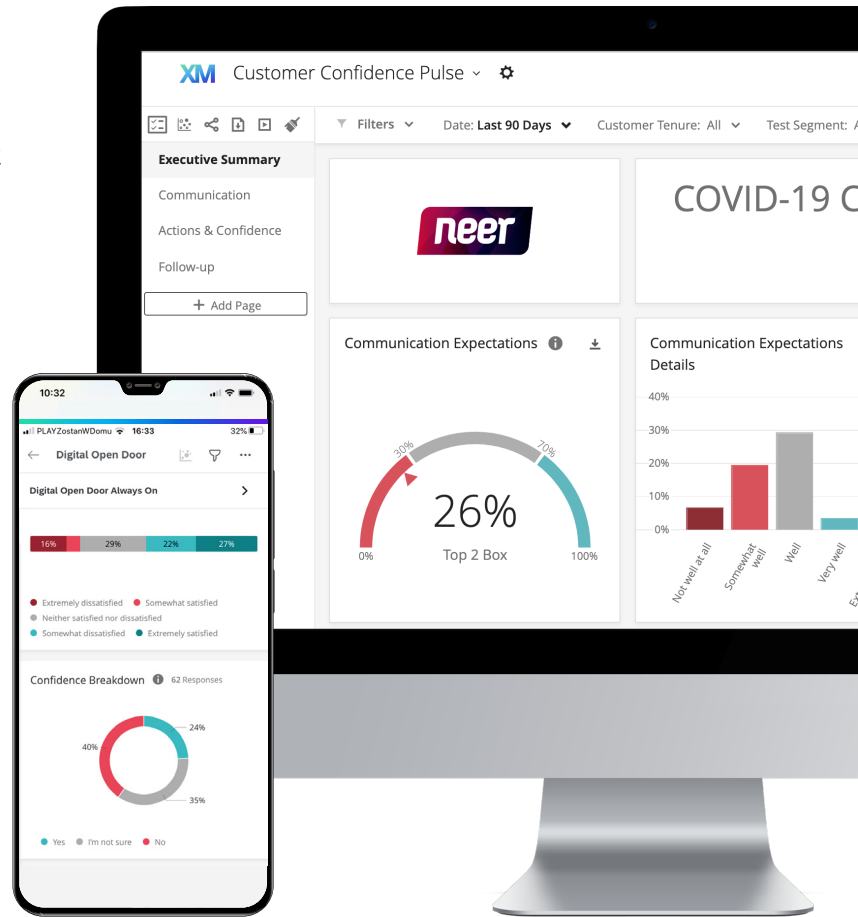 XM Customer Confidence Pulse
Filters Date: Last 90 Days Customer Tenure: All Test Segment:
Executive Summary
Communication
Actions & Confidence
Follow-up
+ Add Page
neer
COVID-19
Communication Expectations
30%
70%
26%
Top 2 Box
0%
100%
Communication Expectations
Details
40%
30%
20%
10%
0%
Not well at all
Somewhat
well
Well
Very well
10:32
PLAYZostanWDomu 16:33 32%
Digital Open Door
Digital Open Door Always On
16% 29% 22% 27%
Extremely dissatisfied Somewhat satisfied
Neither satisfied nor dissatisfied
Somewhat dissatisfied Extremely satisfied
Confidence Breakdown 62 Responses
24%
40%
35%
Yes I'm not sure No